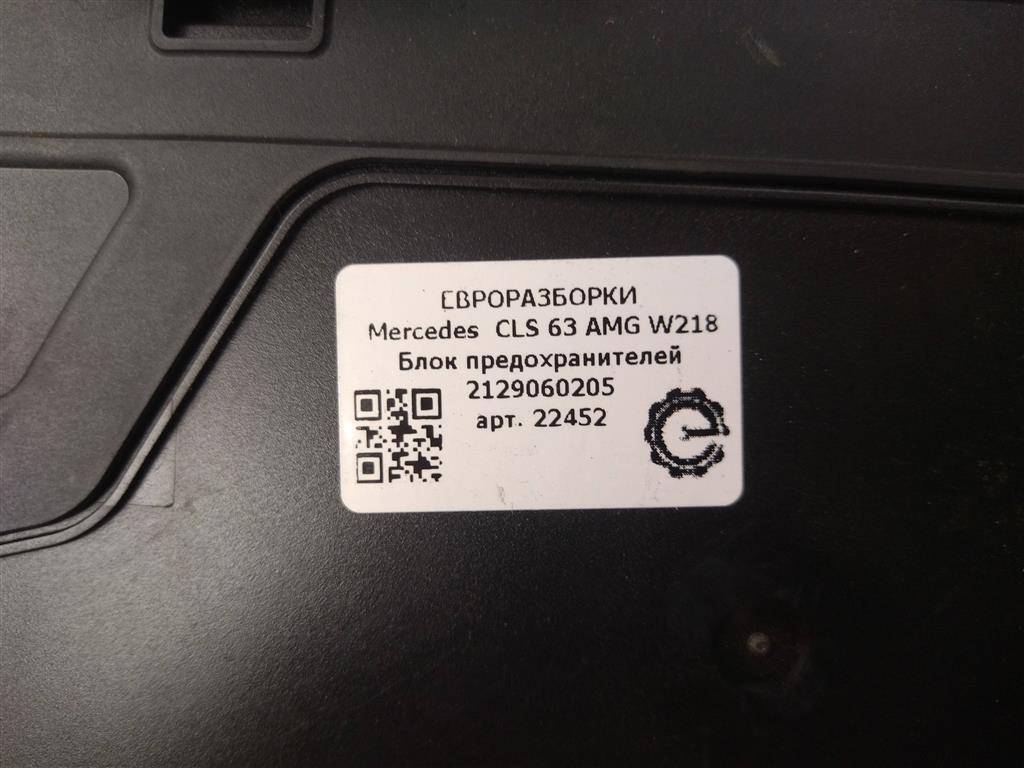 ЕВРОРАЗБОРКИ
Mercedes CLS 63 AMG W218
Блок предохранителей
2129060205
арт. 22452